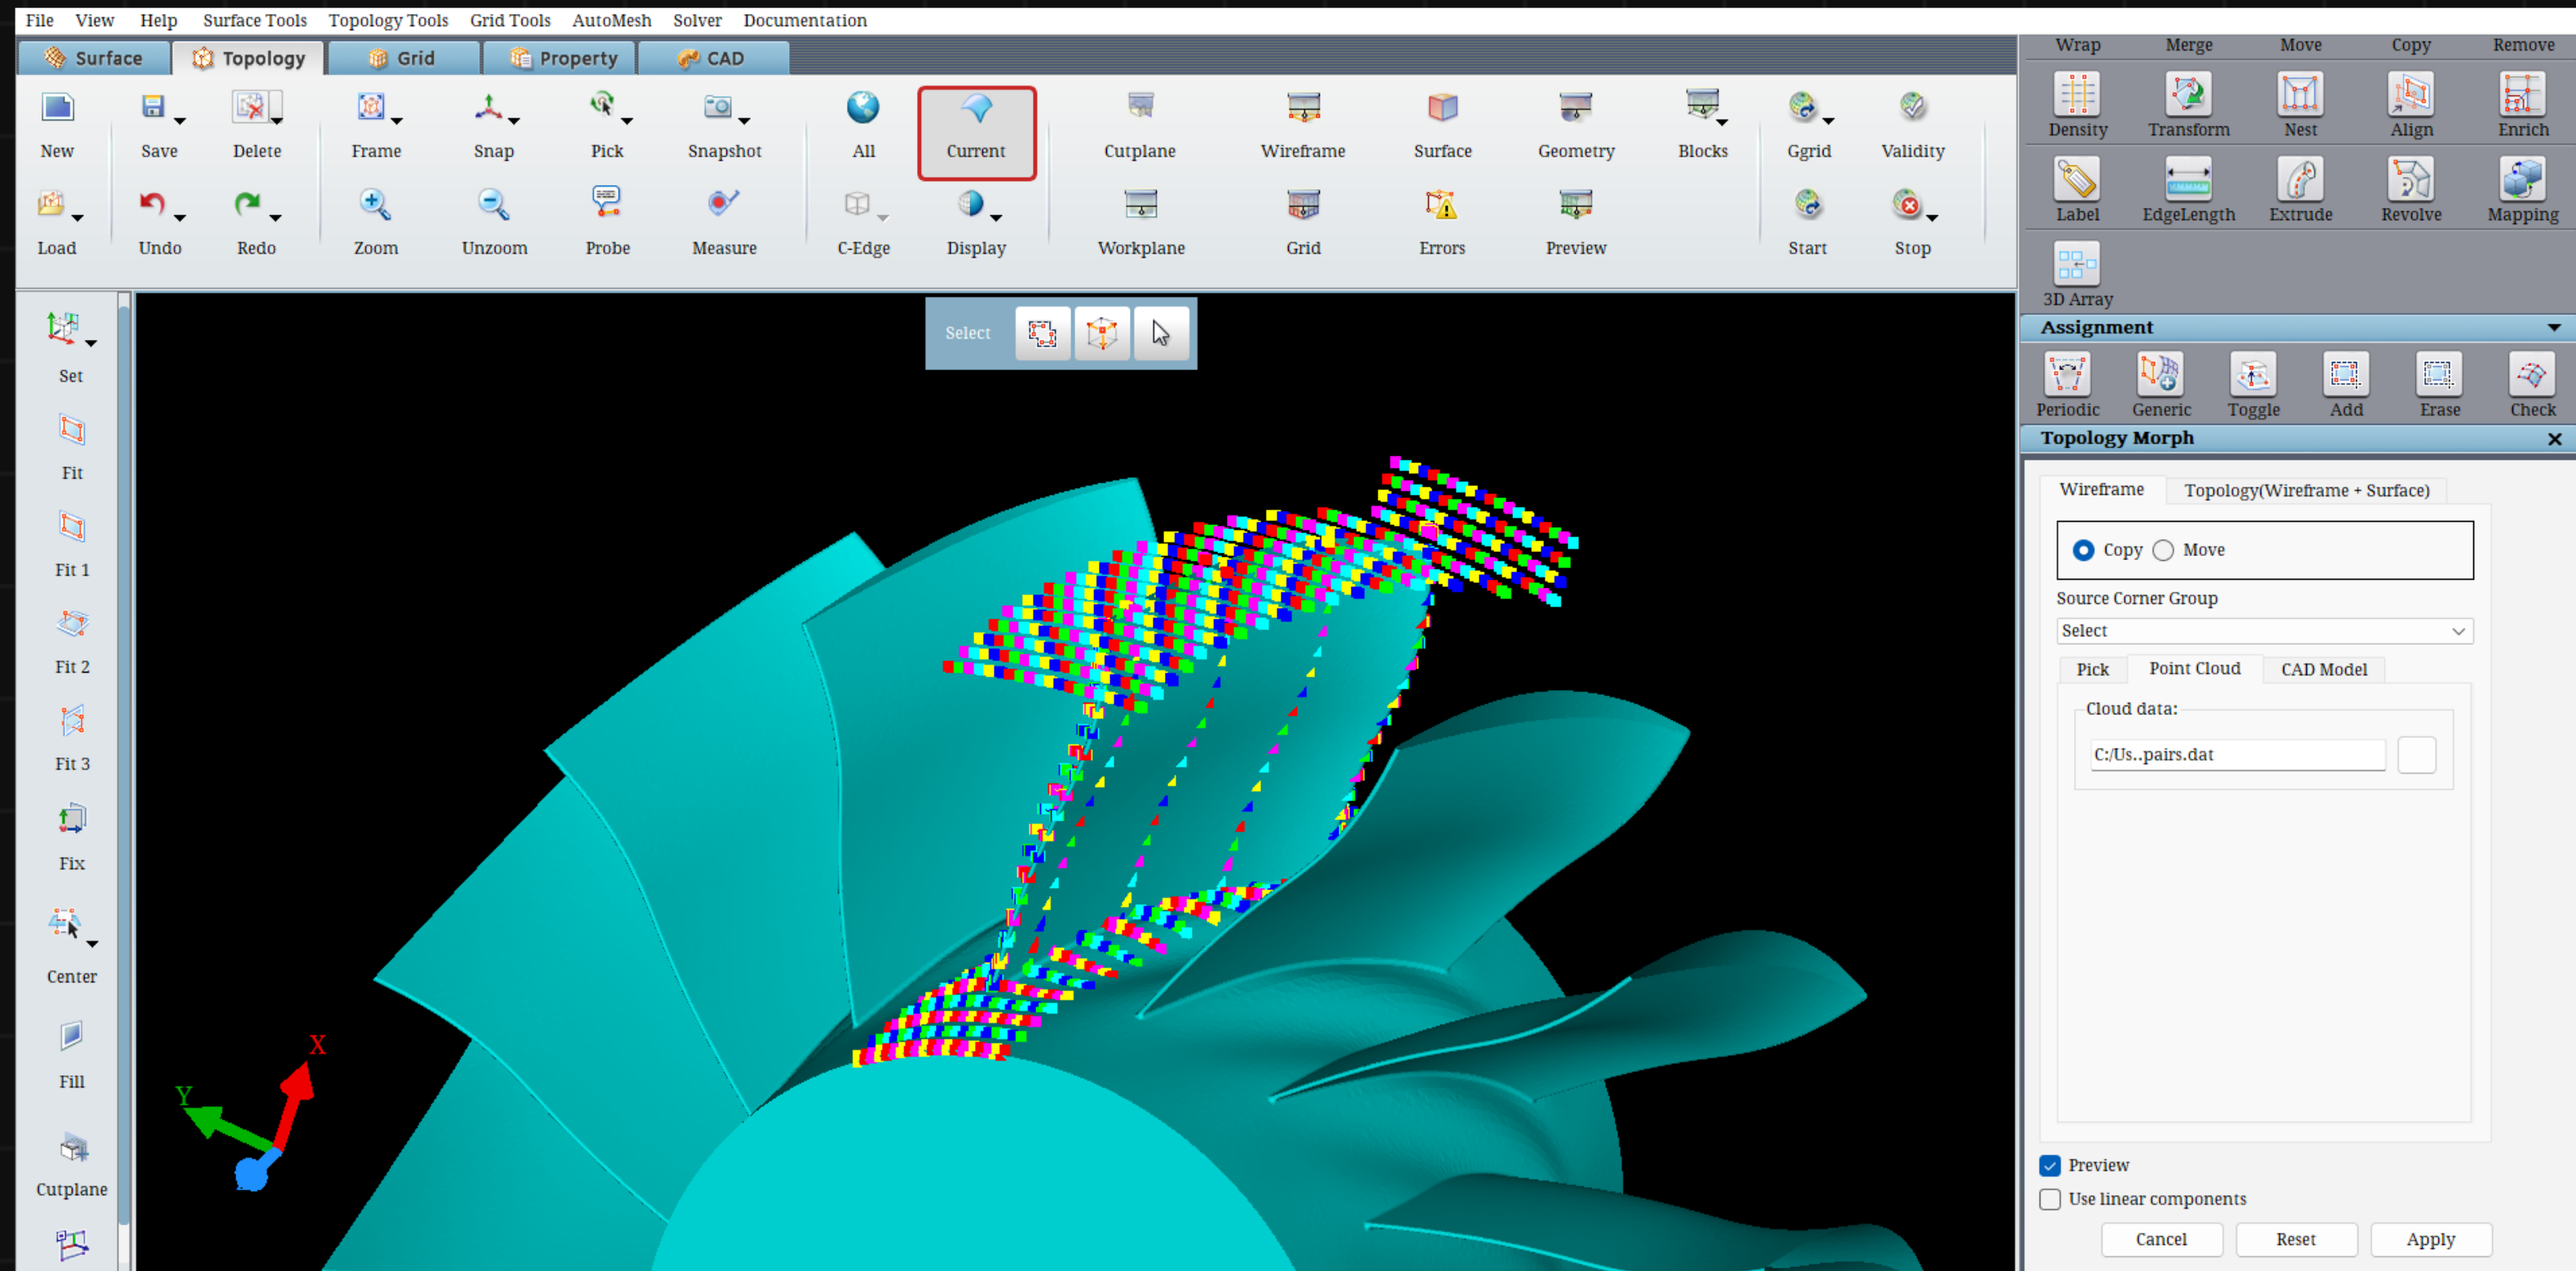 File View Help Surface Tools Topology Tools Grid Tools AutoMesh Solver Documentation
Surface Topology Grid Property CAD
New Save Delete Frame Snap Pick Snapshot All Current Cutplane Wireframe Surface Geometry Blocks Ggrid Validity
Load Undo Redo Zoom Unzoom Probe Measure C-Edge Display Workplane Grid Errors Preview Start Stop
Set
Fit
Fit 1
Fit 2
Fit 3
Fix
Center
Fill
Cutplane
Select
X
Y
Wrap Merge Move Copy Remove
Density Transform Nest Align Enrich
Label EdgeLength Extrude Revolve Mapping
3D Array
Assignment
Periodic Generic Toggle Add Erase Check
Topology Morph
Wireframe Topology(Wireframe + Surface)
Copy Move
Source Corner Group
Select
Pick Point Cloud CAD Model
Cloud data:
C:/Us..pairs.dat
Preview
Use linear components
Cancel Reset Apply